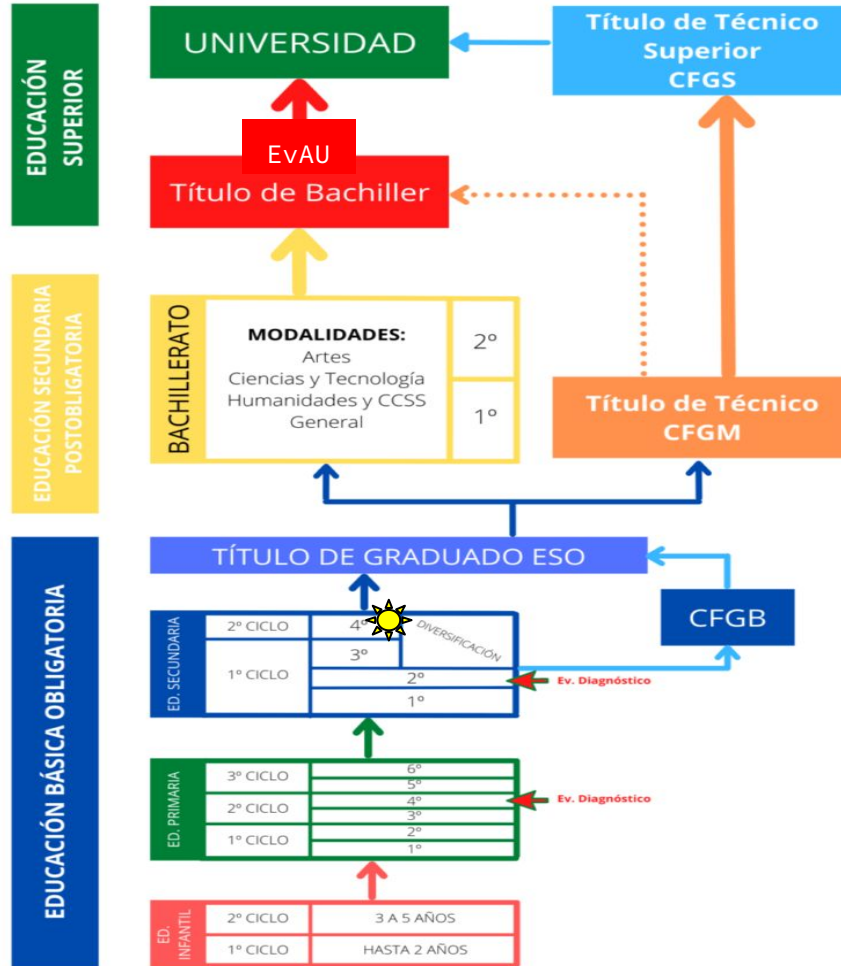 EDUCACIÓN
SUPERIOR
UNIVERSIDAD
Título de Técnico
Superior
CFGS
EvAU
Título de Bachiller
EDUCACIÓN SECUNDARIA
POSTOBLIGATORIA
BACHILLERATO
MODALIDADES:
Artes
Ciencias y Tecnología
Humanidades y CCSS
General
2º
1º
Título de Técnico
CFGM
EDUCACIÓN BÁSICA OBLIGATORIA
TÍTULO DE GRADUADO ESO
CFGB
ED. SECUNDARIA
2º CICLO
4º
DIVERSIFICACIÓN
1º CICLO
3º
2º
1º
Ev. Diagnóstico
ED. PRIMARIA
3º CICLO
6º
5º
2º CICLO
4º
3º
1º CICLO
2º
1º
Ev. Diagnóstico
ED.
INFANTIL
2º CICLO
3 A 5 AÑOS
1º CICLO
HASTA 2 AÑOS